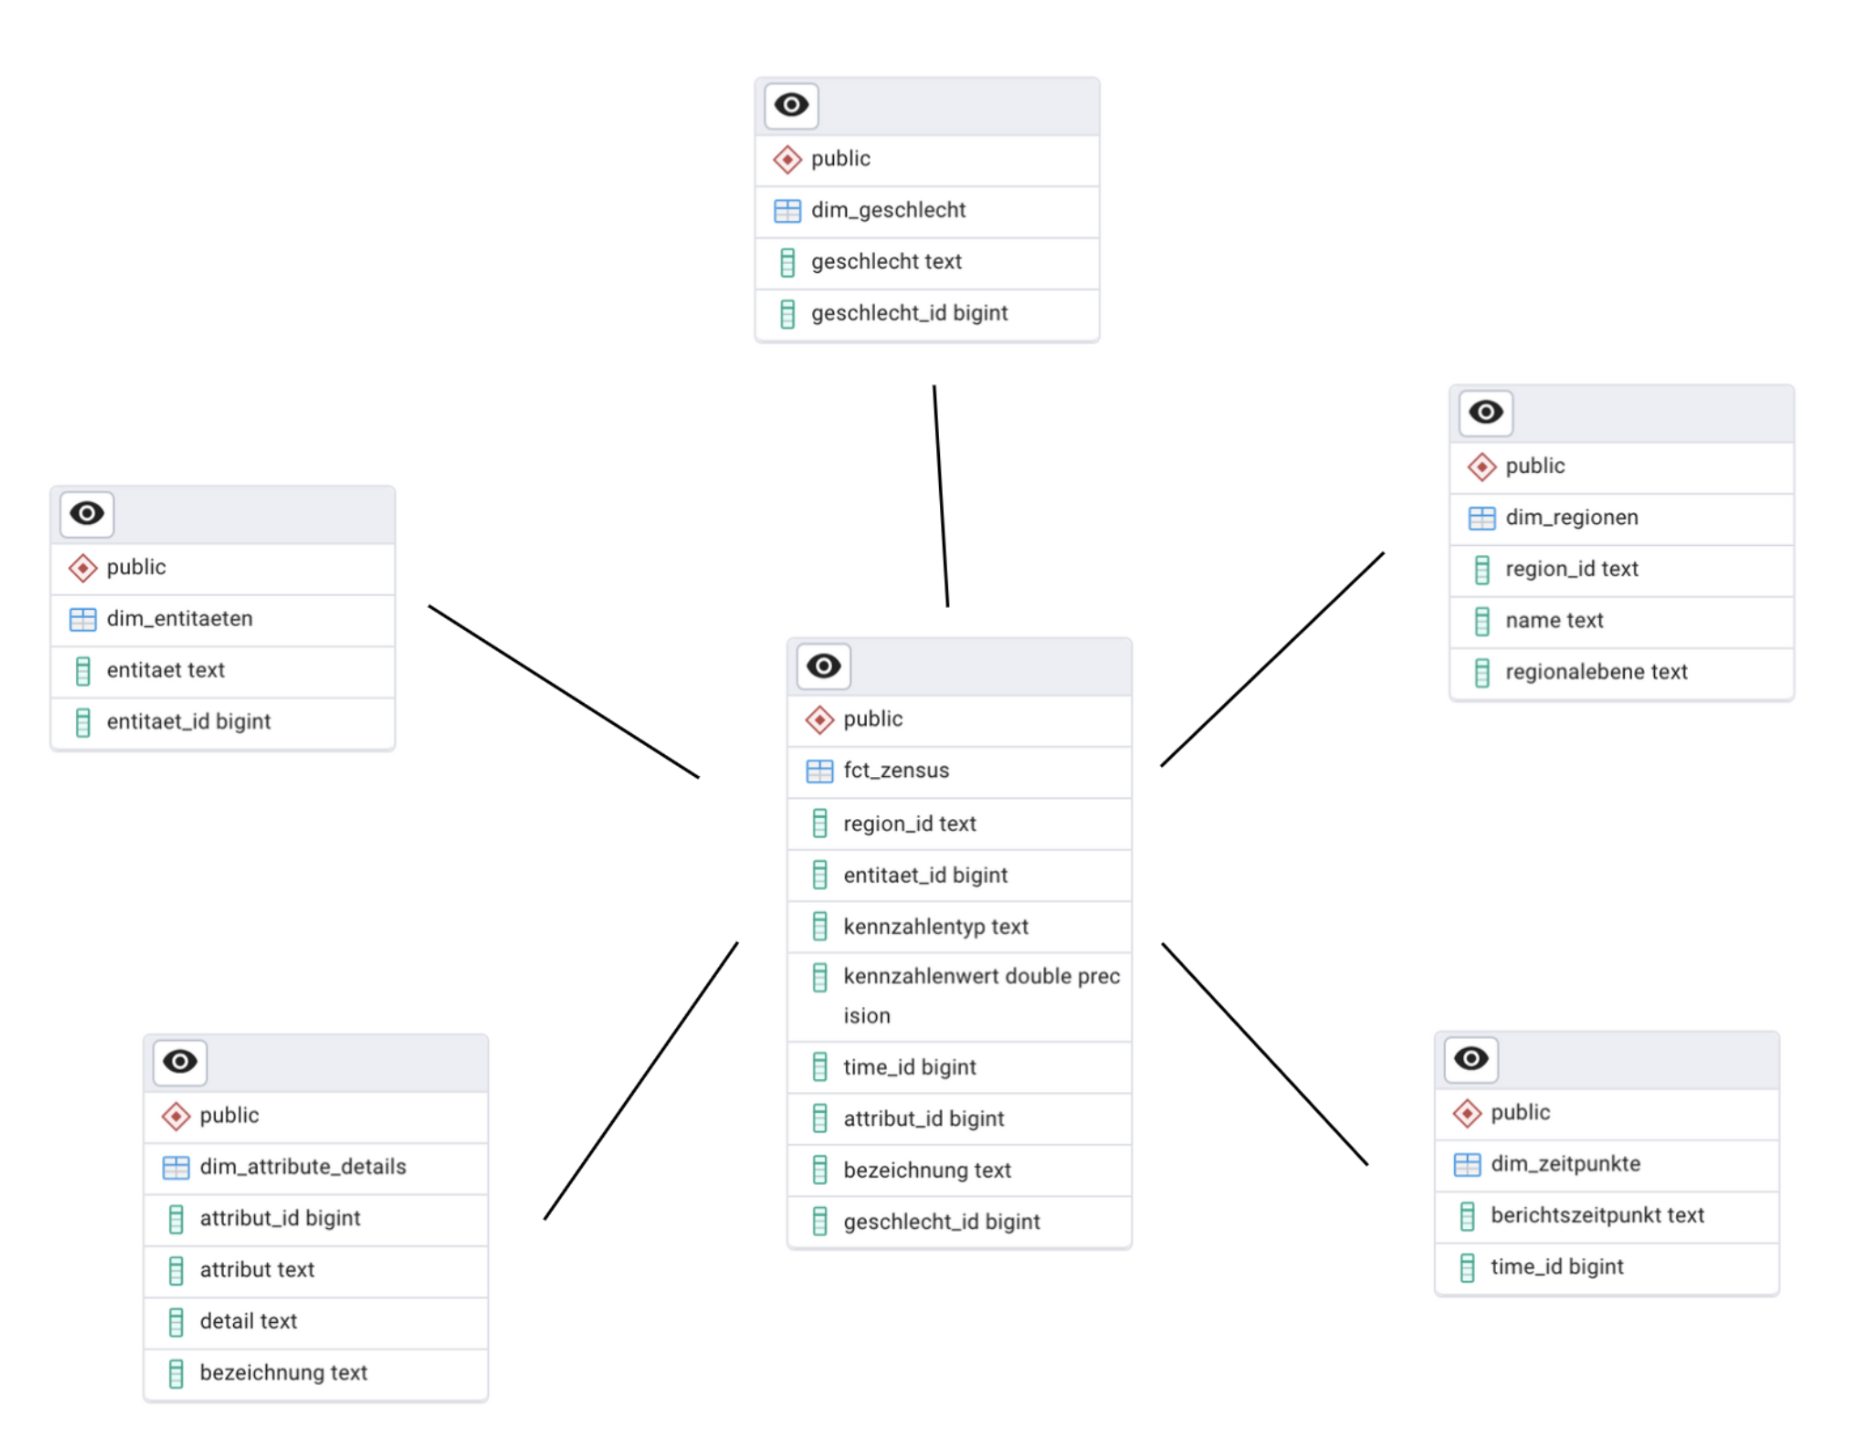 public
dim_geschlecht
geschlecht text
geschlecht_id bigint
public
dim_regionen
region_id text
name text
regionalebene text
public
dim_entitaeten
entitaet text
entitaet_id bigint
public
fct_zensus
region_id text
entitaet_id bigint
kennzahlentyp text
kennzahlenwert double prec
ision
time_id bigint
attribut_id bigint
bezeichnung text
geschlecht_id bigint
public
dim_attribute_details
attribut_id bigint
attribut text
detail text
bezeichnung text
public
dim_zeitpunkte
berichtszeitpunkt text
time_id bigint